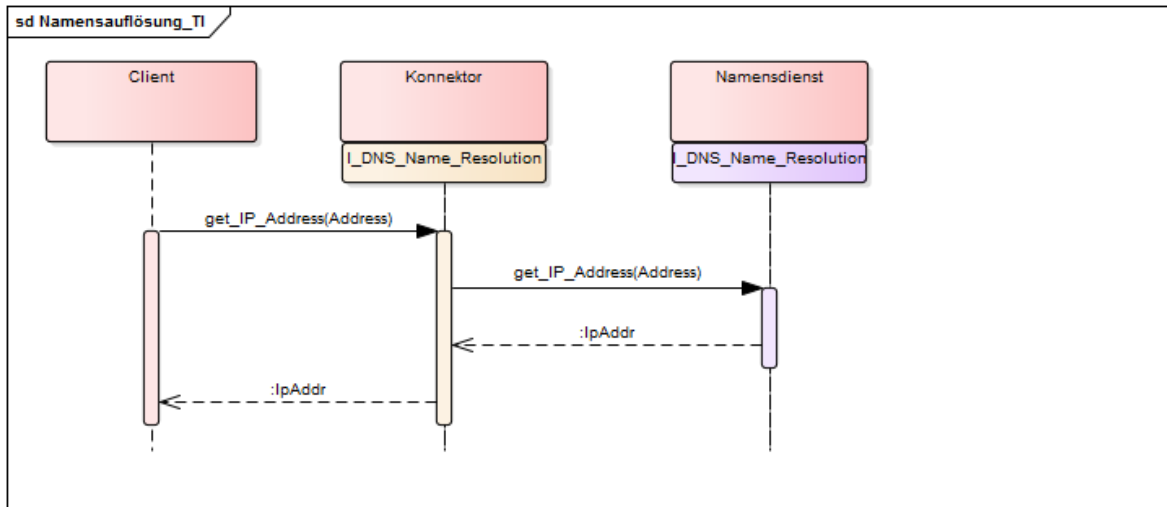 sd Namensauflösung_TI
Client
Konnektor
Namensdienst
I_DNS_Name_Resolution
I_DNS_Name_Resolution
get_IP_Address(Address)
get_IP_Address(Address)
:IpAddr
:IpAddr